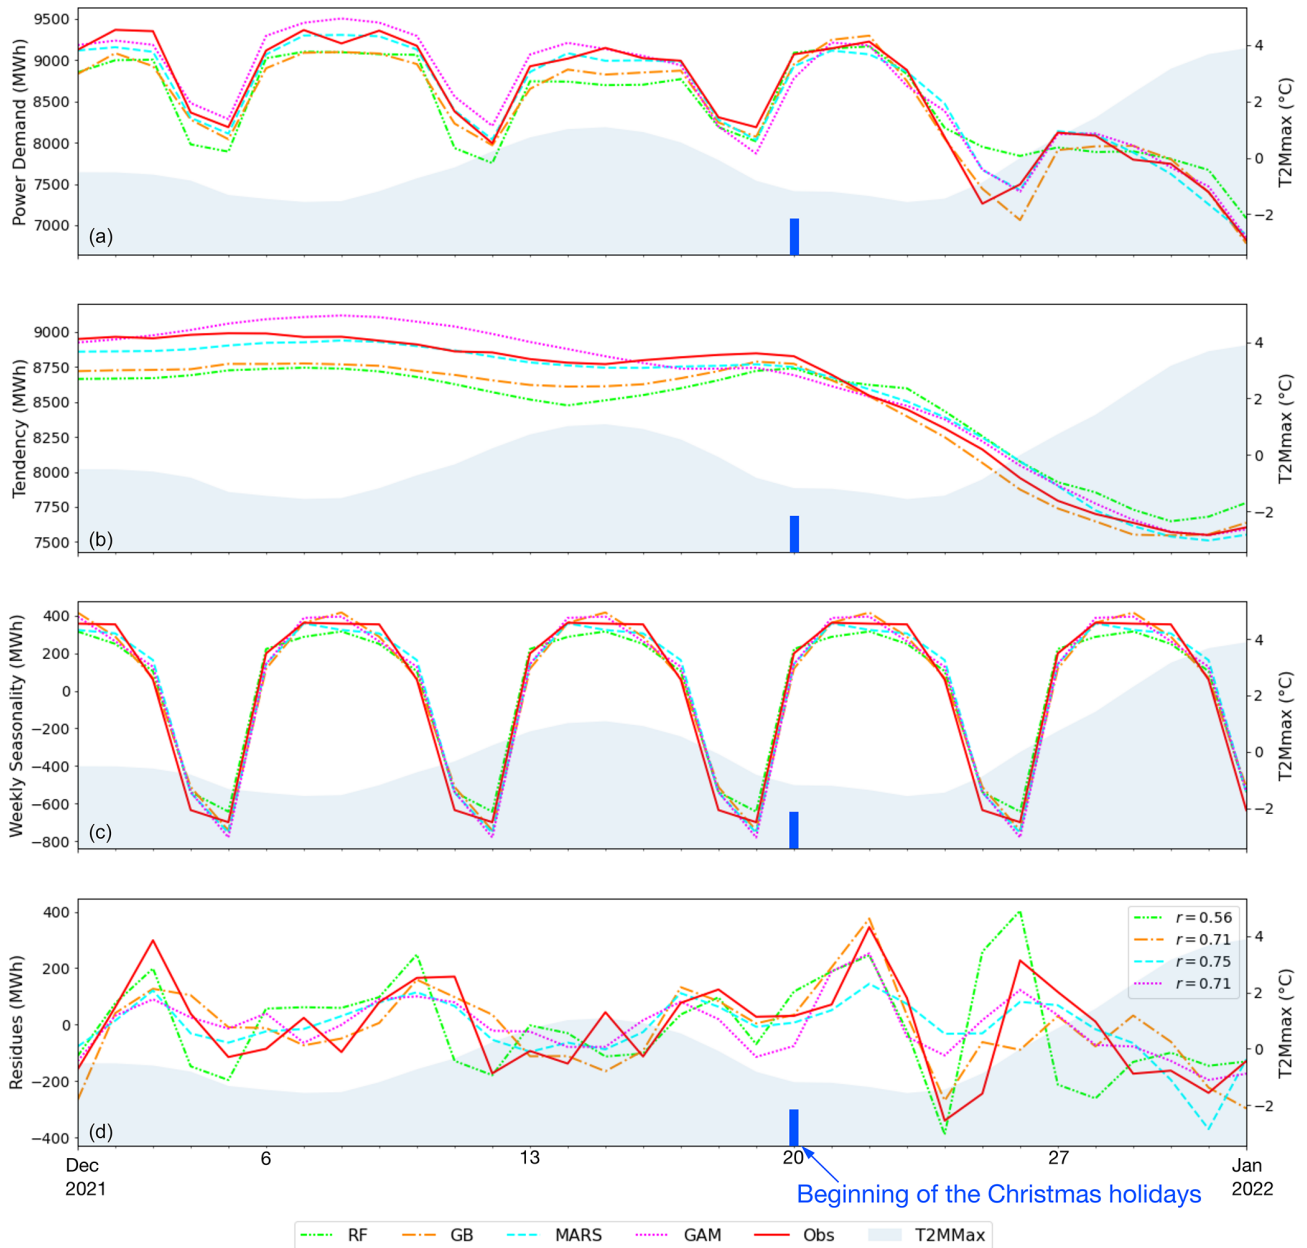 9500
9000
8500
8000
7500
7000
Power Demand (MWh)
(a)
4
2
0
−2
T2Mmax (°C)
9000
8750
8500
8250
8000
7750
7500
Tendency (MWh)
(b)
4
2
0
−2
T2Mmax (°C)
400
200
0
−200
−400
−600
−800
Weekly Seasonality (MWh)
(c)
4
2
0
−2
T2Mmax (°C)
400
200
0
−200
−400
Residues (MWh)
(d)
r = 0.56
r = 0.71
r = 0.75
r = 0.71
4
2
0
−2
T2Mmax (°C)
Dec
2021
6
13
20
27
Jan
2022
Beginning of the Christmas holidays
RF GB MARS GAM Obs T2MMax